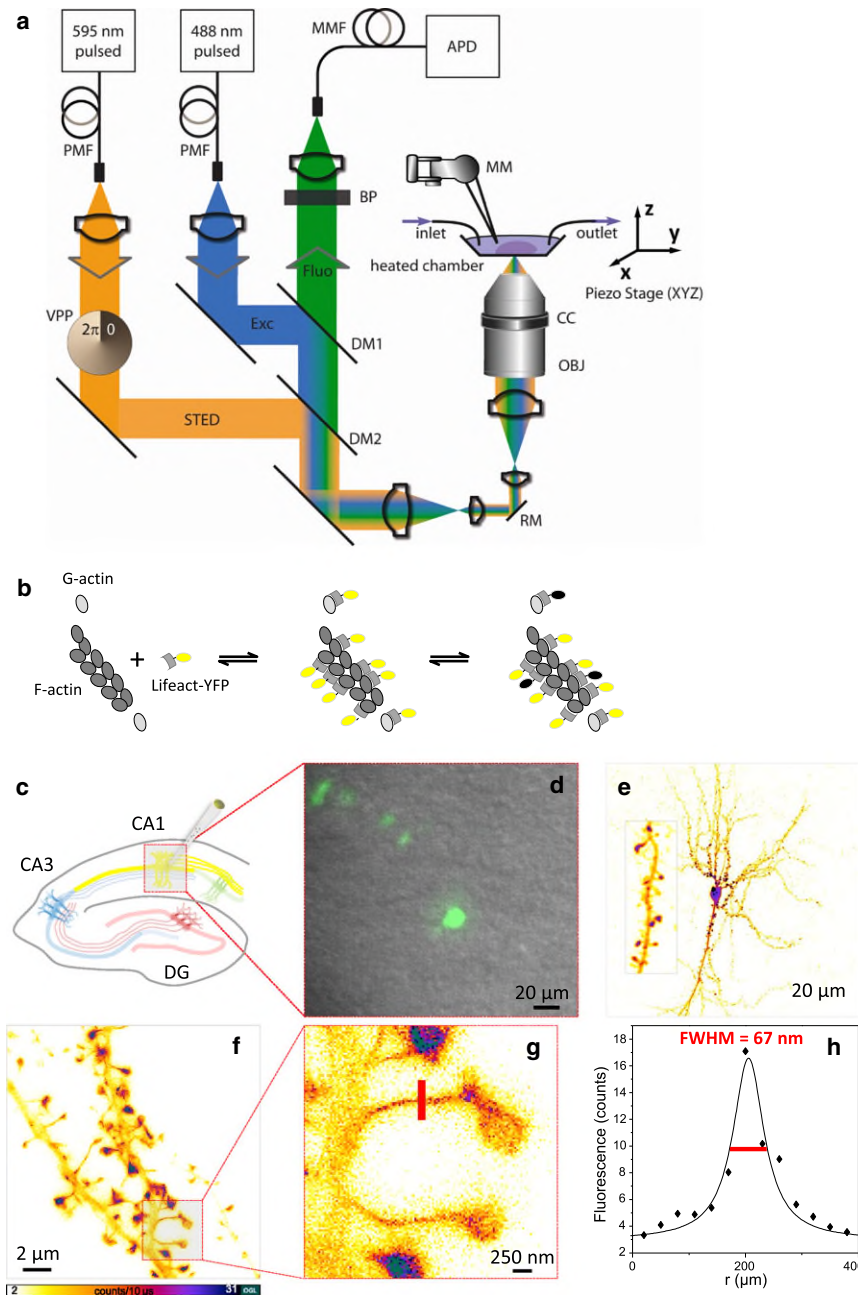 a
595 nm
pulsed
488 nm
pulsed
MMF
APD
PMF
PMF
BP
MM
inlet
outlet
heated chamber
z
y
x
Piezo Stage (XYZ)
Fluo
VPP
2π 0
Exc
DM1
CC
OBJ
STED
DM2
RM
b
G-actin
F-actin
+
Lifeact-YFP
c
CA1
CA3
DG
d
20 µm
e
20 µm
f
2 µm
2 counts/10 µs 31 OGL
g
250 nm
h
FWHM = 67 nm
Fluorescence (counts)
18
16
14
12
10
8
6
4
2
0 200 400
r (µm)